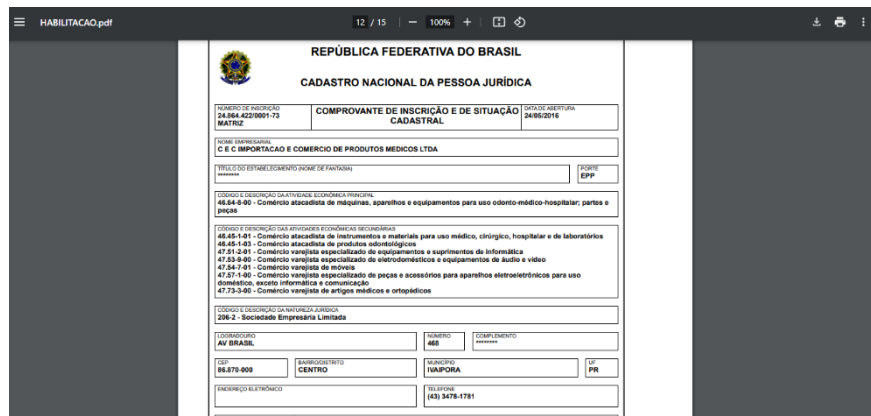 HABILITACAO.pdf
12 / 15
100%
REPÚBLICA FEDERATIVA DO BRASIL
CADASTRO NACIONAL DA PESSOA JURÍDICA
NÚMERO DE INSCRIÇÃO
24.864.422/0001-73
MATRIZ
COMPROVANTE DE INSCRIÇÃO E DE SITUAÇÃO
CADASTRAL
DATA DE ABERTURA
24/05/2016
NOME EMPRESARIAL
C E C IMPORTACAO E COMERCIO DE PRODUTOS MEDICOS LTDA
TÍTULO DO ESTABELECIMENTO (NOME DE FANTASIA)
********
PORTE
EPP
CÓDIGO E DESCRIÇÃO DA ATIVIDADE ECONÔMICA PRINCIPAL
46.64-8-00 - Comércio atacadista de máquinas, aparelhos e equipamentos para uso odonto-médico-hospitalar; partes e
peças
CÓDIGO E DESCRIÇÃO DAS ATIVIDADES ECONÔMICAS SECUNDÁRIAS
46.45-1-01 - Comércio atacadista de instrumentos e materiais para uso médico, cirúrgico, hospitalar e de laboratórios
46.45-1-03 - Comércio atacadista de produtos odontológicos
47.51-2-01 - Comércio varejista especializado de equipamentos e suprimentos de informática
47.53-9-00 - Comércio varejista especializado de eletrodomésticos e equipamentos de áudio e vídeo
47.54-7-01 - Comércio varejista de móveis
47.57-1-00 - Comércio varejista especializado de peças e acessórios para aparelhos eletroeletrônicos para uso
doméstico, exceto informática e comunicação
47.73-3-00 - Comércio varejista de artigos médicos e ortopédicos
CÓDIGO E DESCRIÇÃO DA NATUREZA JURÍDICA
206-2 - Sociedade Empresária Limitada
LOGRADOURO
AV BRASIL
NÚMERO
468
COMPLEMENTO
********
CEP
86.870-000
BAIRRO/DISTRITO
CENTRO
MUNICÍPIO
IVAIPORA
UF
PR
ENDEREÇO ELETRÔNICO
TELEFONE
(43) 3478-1781